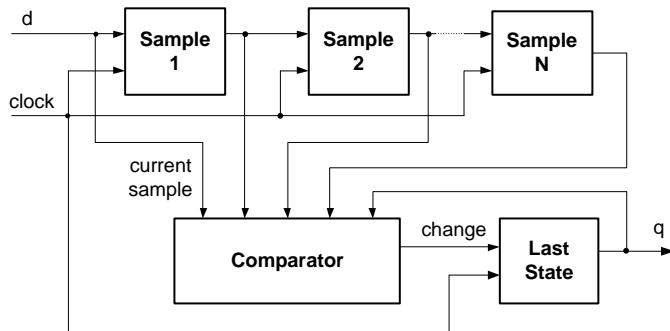 d
Sample
1
Sample
2
Sample
N
clock
current
sample
Comparator
change
Last
State
q